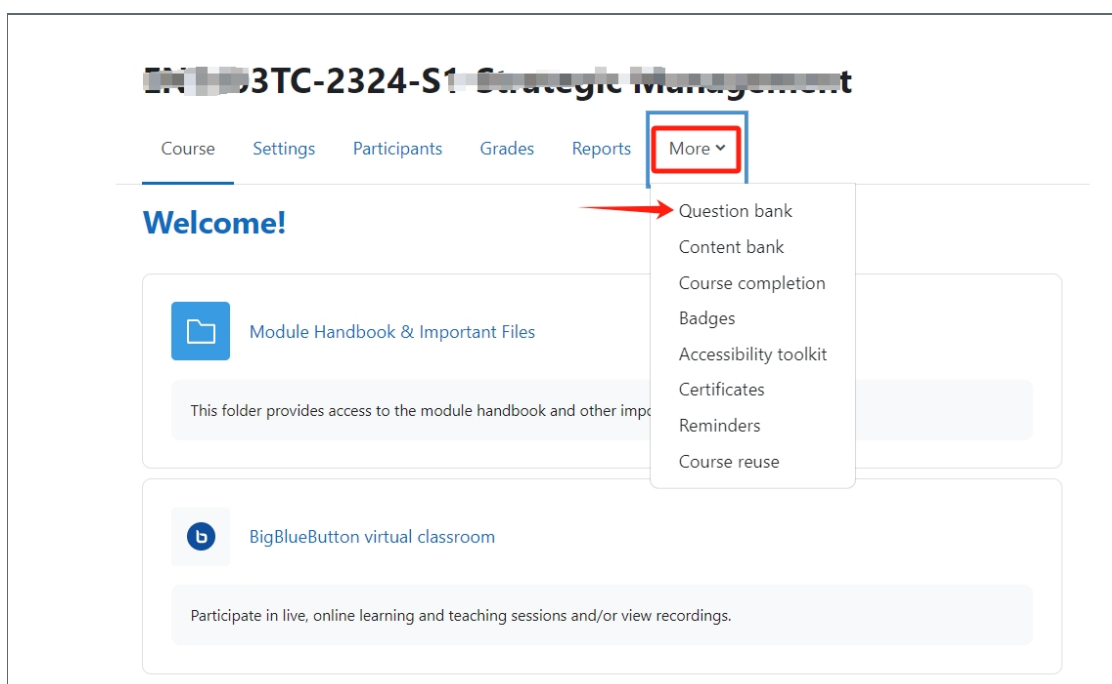 3TC-2324-S1 Strategic Management
Course Settings Participants Grades Reports More
Question bank
Content bank
Course completion
Badges
Accessibility toolkit
Certificates
Reminders
Course reuse
Welcome!
Module Handbook & Important Files
This folder provides access to the module handbook and other
BigBlueButton virtual classroom
Participate in live, online learning and teaching sessions and/or view recordings.